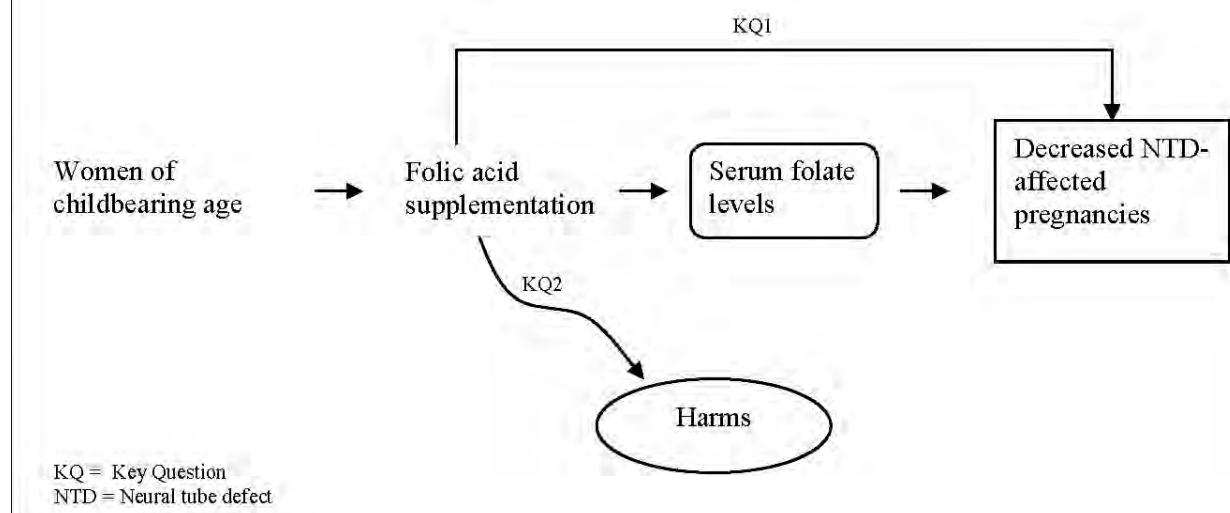 KQ1
Women of
childbearing age
Folic acid
supplementation
Serum folate
levels
Decreased NTD-
affected
pregnancies
KQ2
Harms
KQ = Key Question
NTD = Neural tube defect